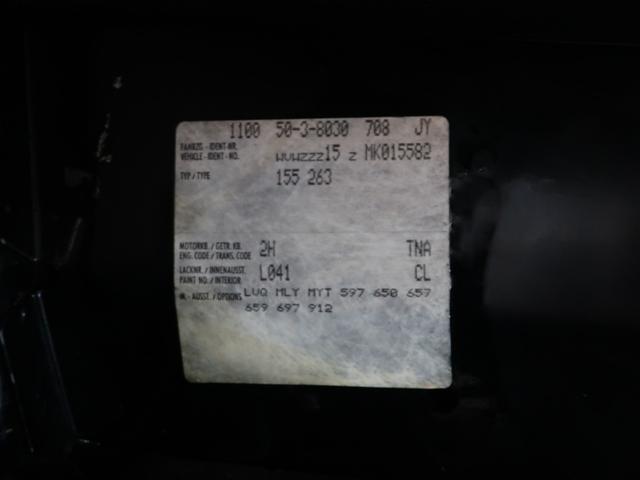 1100 50-3-8030 708 JY
FAHRZG. - IDENT-NR.
VEHICLE - IDENT - NO. WVWZZZ15 Z MK015582
TYP / TYPE 155 263
MOTORKB. / GETR. KB.
ENG. CODE / TRANS. CODE 2H TNA
LACKNR. / INNENAUSST.
PAINT NO. / INTERIOR L041 CL
M. - AUSST. / OPTIONS LUQ MLY MYT 597 650 657
659 697 912